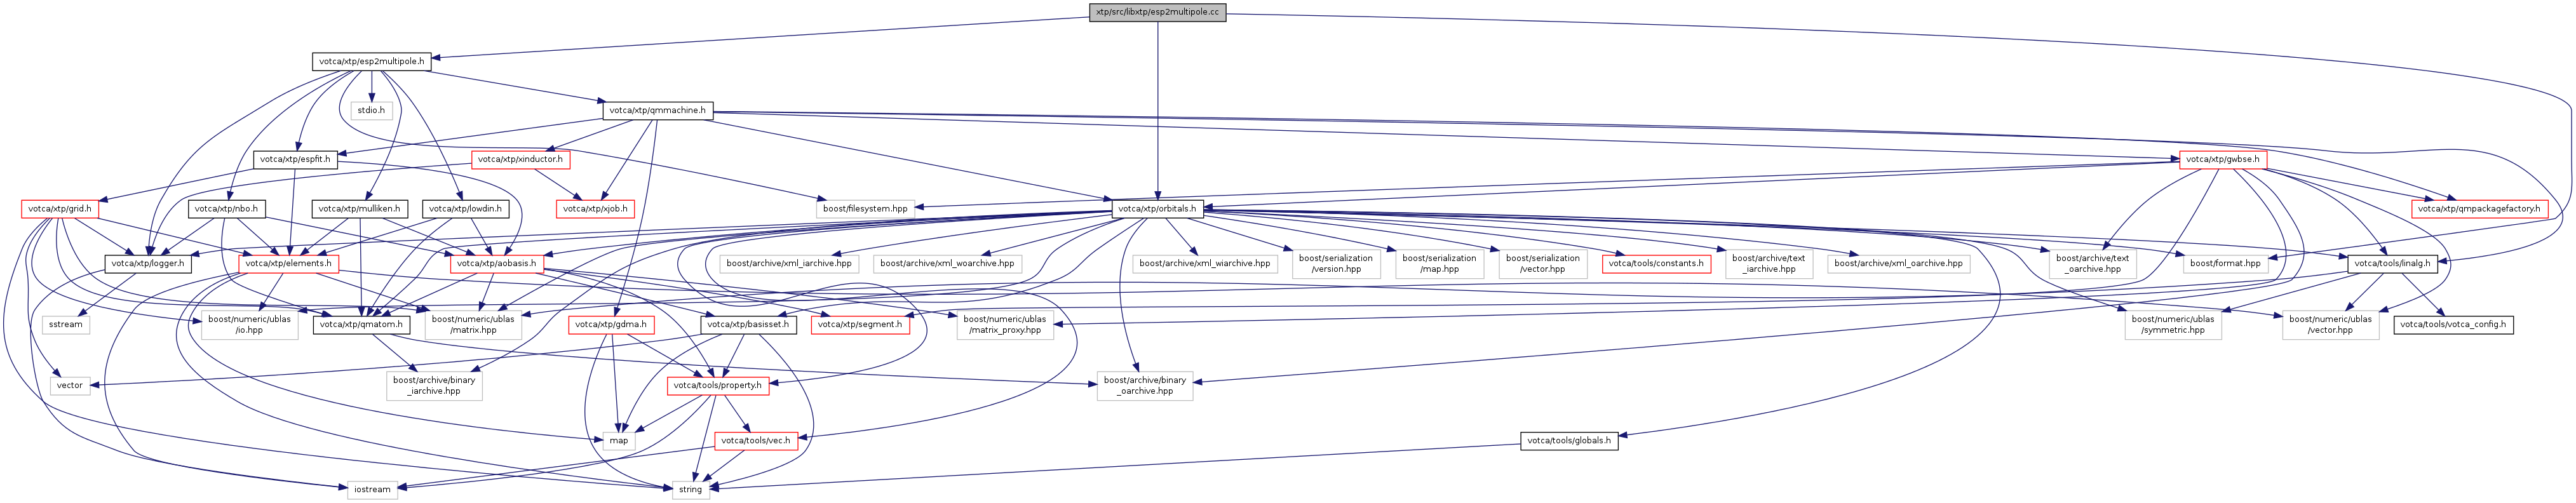 xtp/src/libxtp/esp2multipole.cc
votca/xtp/esp2multipole.h
stdio.h
votca/xtp/qmmachine.h
votca/xtp/espfit.h
votca/xtp/xinductor.h
votca/xtp/gwbse.h
votca/xtp/grid.h
votca/xtp/nbo.h
votca/xtp/mulliken.h
votca/xtp/lowdin.h
votca/xtp/xjob.h
boost/filesystem.hpp
votca/xtp/orbitals.h
votca/xtp/qmpackagefactory.h
votca/xtp/logger.h
votca/xtp/elements.h
votca/xtp/aobasis.h
boost/archive/xml_iarchive.hpp
boost/archive/xml_woarchive.hpp
boost/archive/xml_wiarchive.hpp
boost/serialization
/version.hpp
boost/serialization
/map.hpp
boost/serialization
/vector.hpp
votca/tools/constants.h
boost/archive/text
_iarchive.hpp
boost/archive/xml_oarchive.hpp
boost/archive/text
_oarchive.hpp
boost/format.hpp
votca/tools/linalg.h
sstream
boost/numeric/ublas
/io.hpp
votca/xtp/qmatom.h
boost/numeric/ublas
/matrix.hpp
votca/xtp/gdma.h
votca/xtp/basisset.h
votca/xtp/segment.h
boost/numeric/ublas
/matrix_proxy.hpp
boost/numeric/ublas
/symmetric.hpp
boost/numeric/ublas
/vector.hpp
votca/tools/votca_config.h
vector
boost/archive/binary
_iarchive.hpp
votca/tools/property.h
boost/archive/binary
_oarchive.hpp
map
votca/tools/vec.h
votca/tools/globals.h
iostream
string